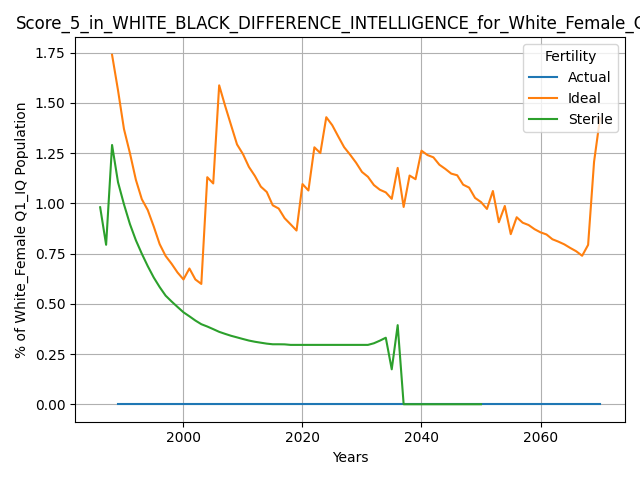 Score_5_in_WHITE_BLACK_DIFFERENCE_INTELLIGENCE_for_White_Female_
Fertility
Actual
Ideal
Sterile
% of White_Female Q1_IQ Population
1.75
1.50
1.25
1.00
0.75
0.50
0.25
0.00
2000
2020
2040
2060
Years